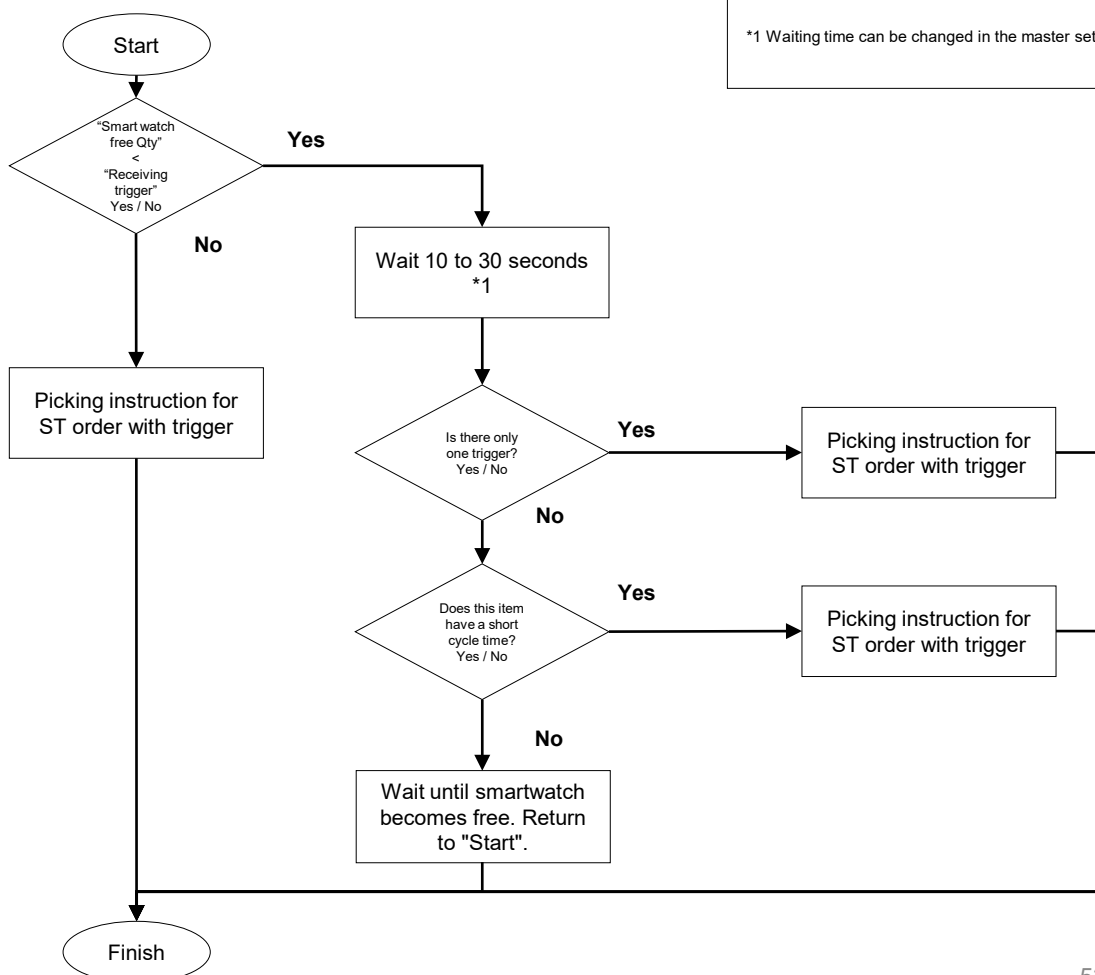 Start
*1 Waiting time can be changed in the master set
“Smart watch
free Qty”
<
“Receiving
trigger”
Yes / No
Yes
No
Wait 10 to 30 seconds
*1
Picking instruction for
ST order with trigger
Is there only
one trigger?
Yes / No
Yes
Picking instruction for
ST order with trigger
No
Does this item
have a short
cycle time?
Yes / No
Yes
Picking instruction for
ST order with trigger
No
Wait until smartwatch
becomes free. Return
to "Start".
Finish